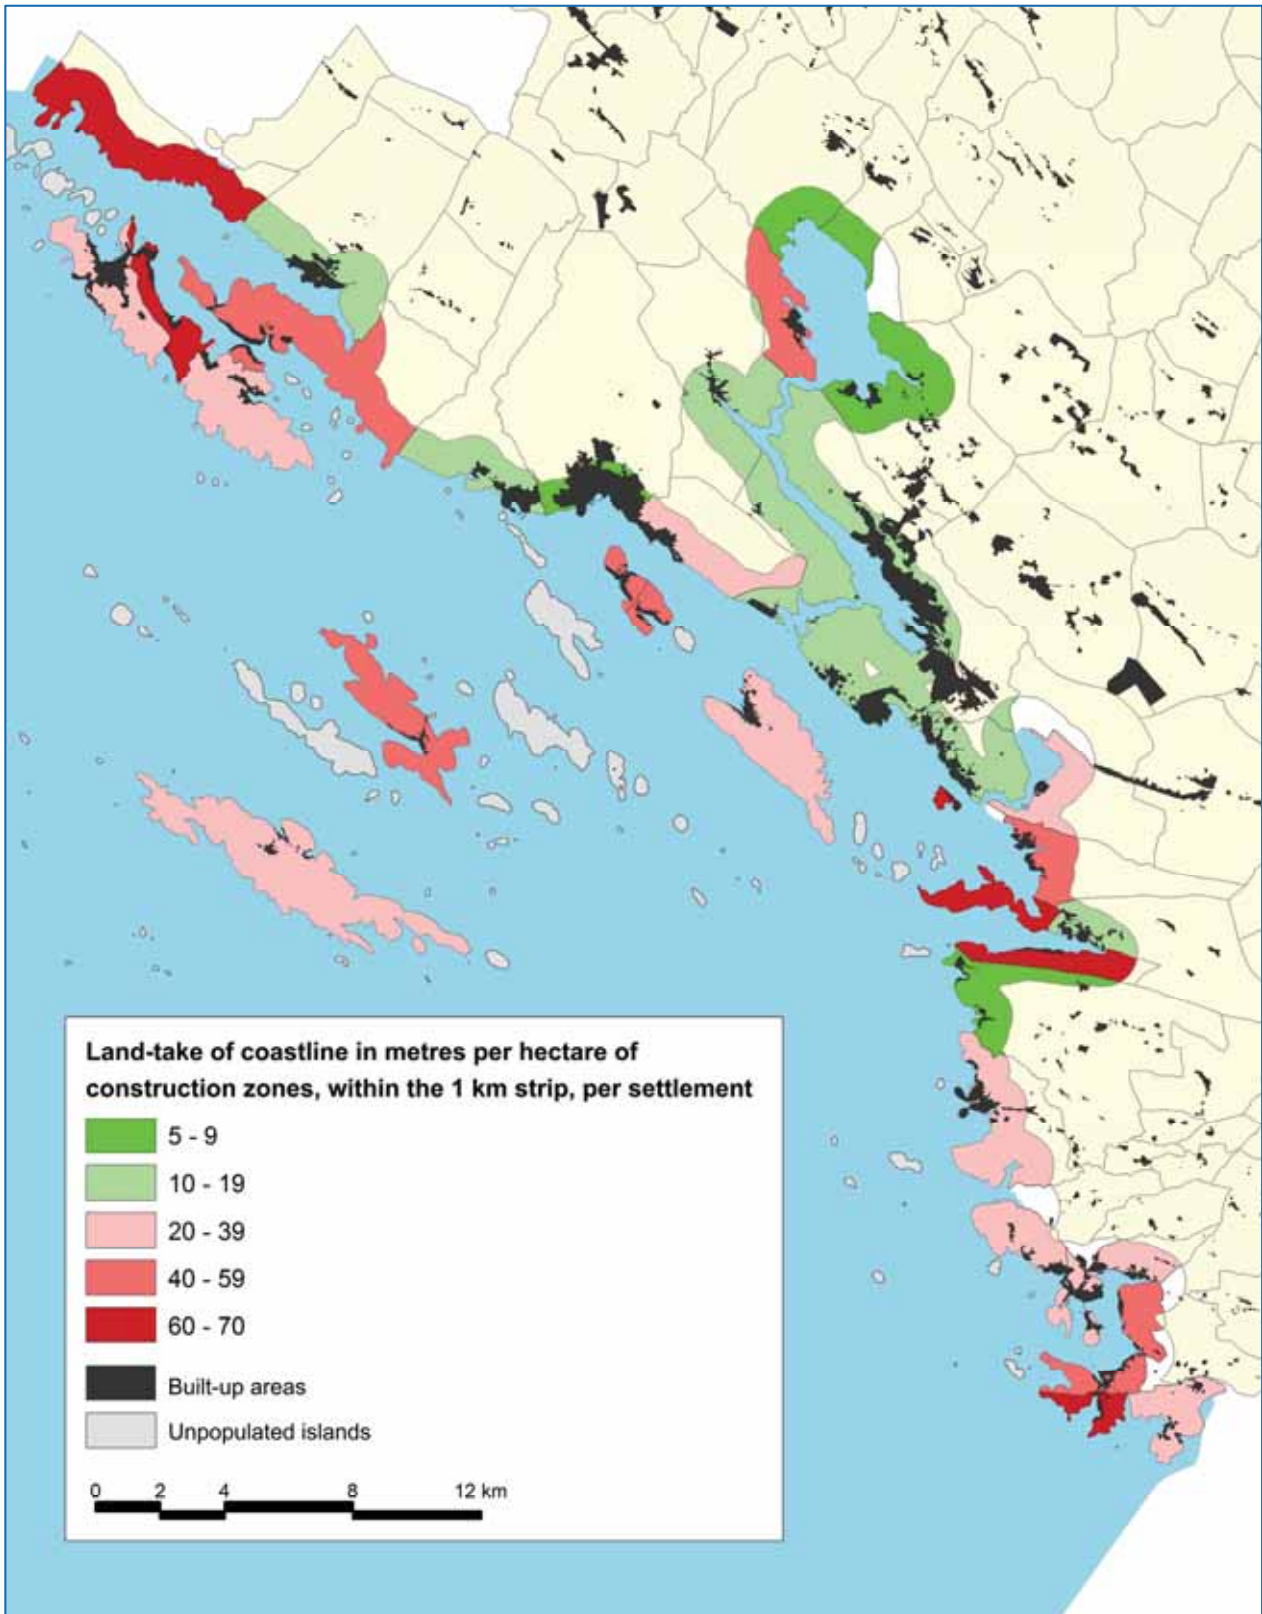 2
Land-take of coastline in metres per hectare of
construction zones, within the 1 km strip, per settlement
5 - 9
10 - 19
20 - 39
40 - 59
60 - 70
Built-up areas
Unpopulated islands
0 2 4 8 12 km